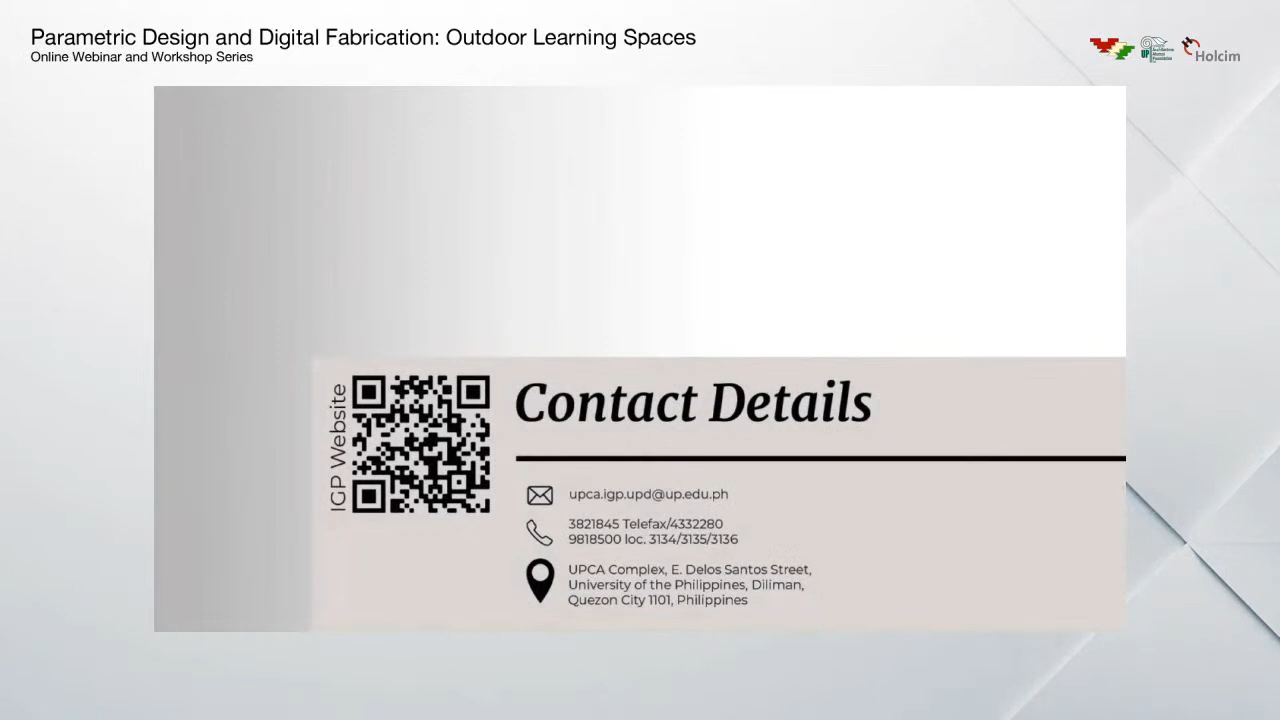 Parametric Design and Digital Fabrication: Outdoor Learning Spaces
Online Webinar and Workshop Series
UP
Holcim
IGP Website
Contact Details
upca.igp.upd@up.edu.ph
3821845 Telefax/4332280
9818500 loc. 3134/3135/3136
UPCA Complex, E. Delos Santos Street,
University of the Philippines, Diliman,
Quezon City 1101, Philippines